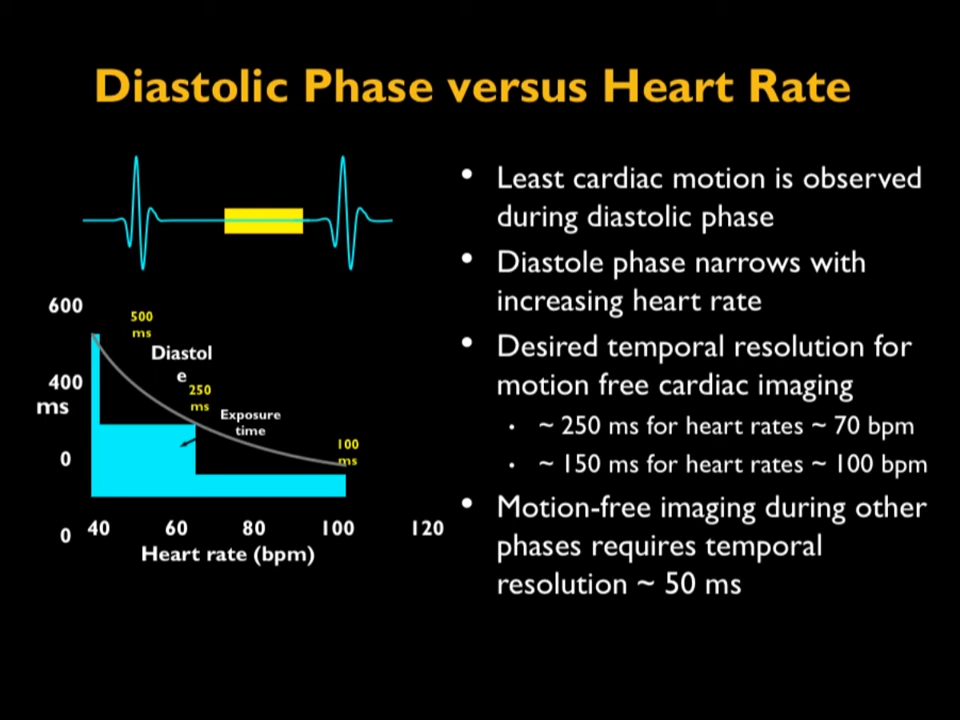 Diastolic Phase versus Heart Rate
• Least cardiac motion is observed
during diastolic phase
• Diastole phase narrows with
increasing heart rate
• Desired temporal resolution for
motion free cardiac imaging
• ~ 250 ms for heart rates ~ 70 bpm
• ~ 150 ms for heart rates ~ 100 bpm
• Motion-free imaging during other
phases requires temporal
resolution ~ 50 ms
600
500
ms
Diastol
e
400
ms
250
ms
Exposure
time
100
ms
0
0
40 60 80 100 120
Heart rate (bpm)